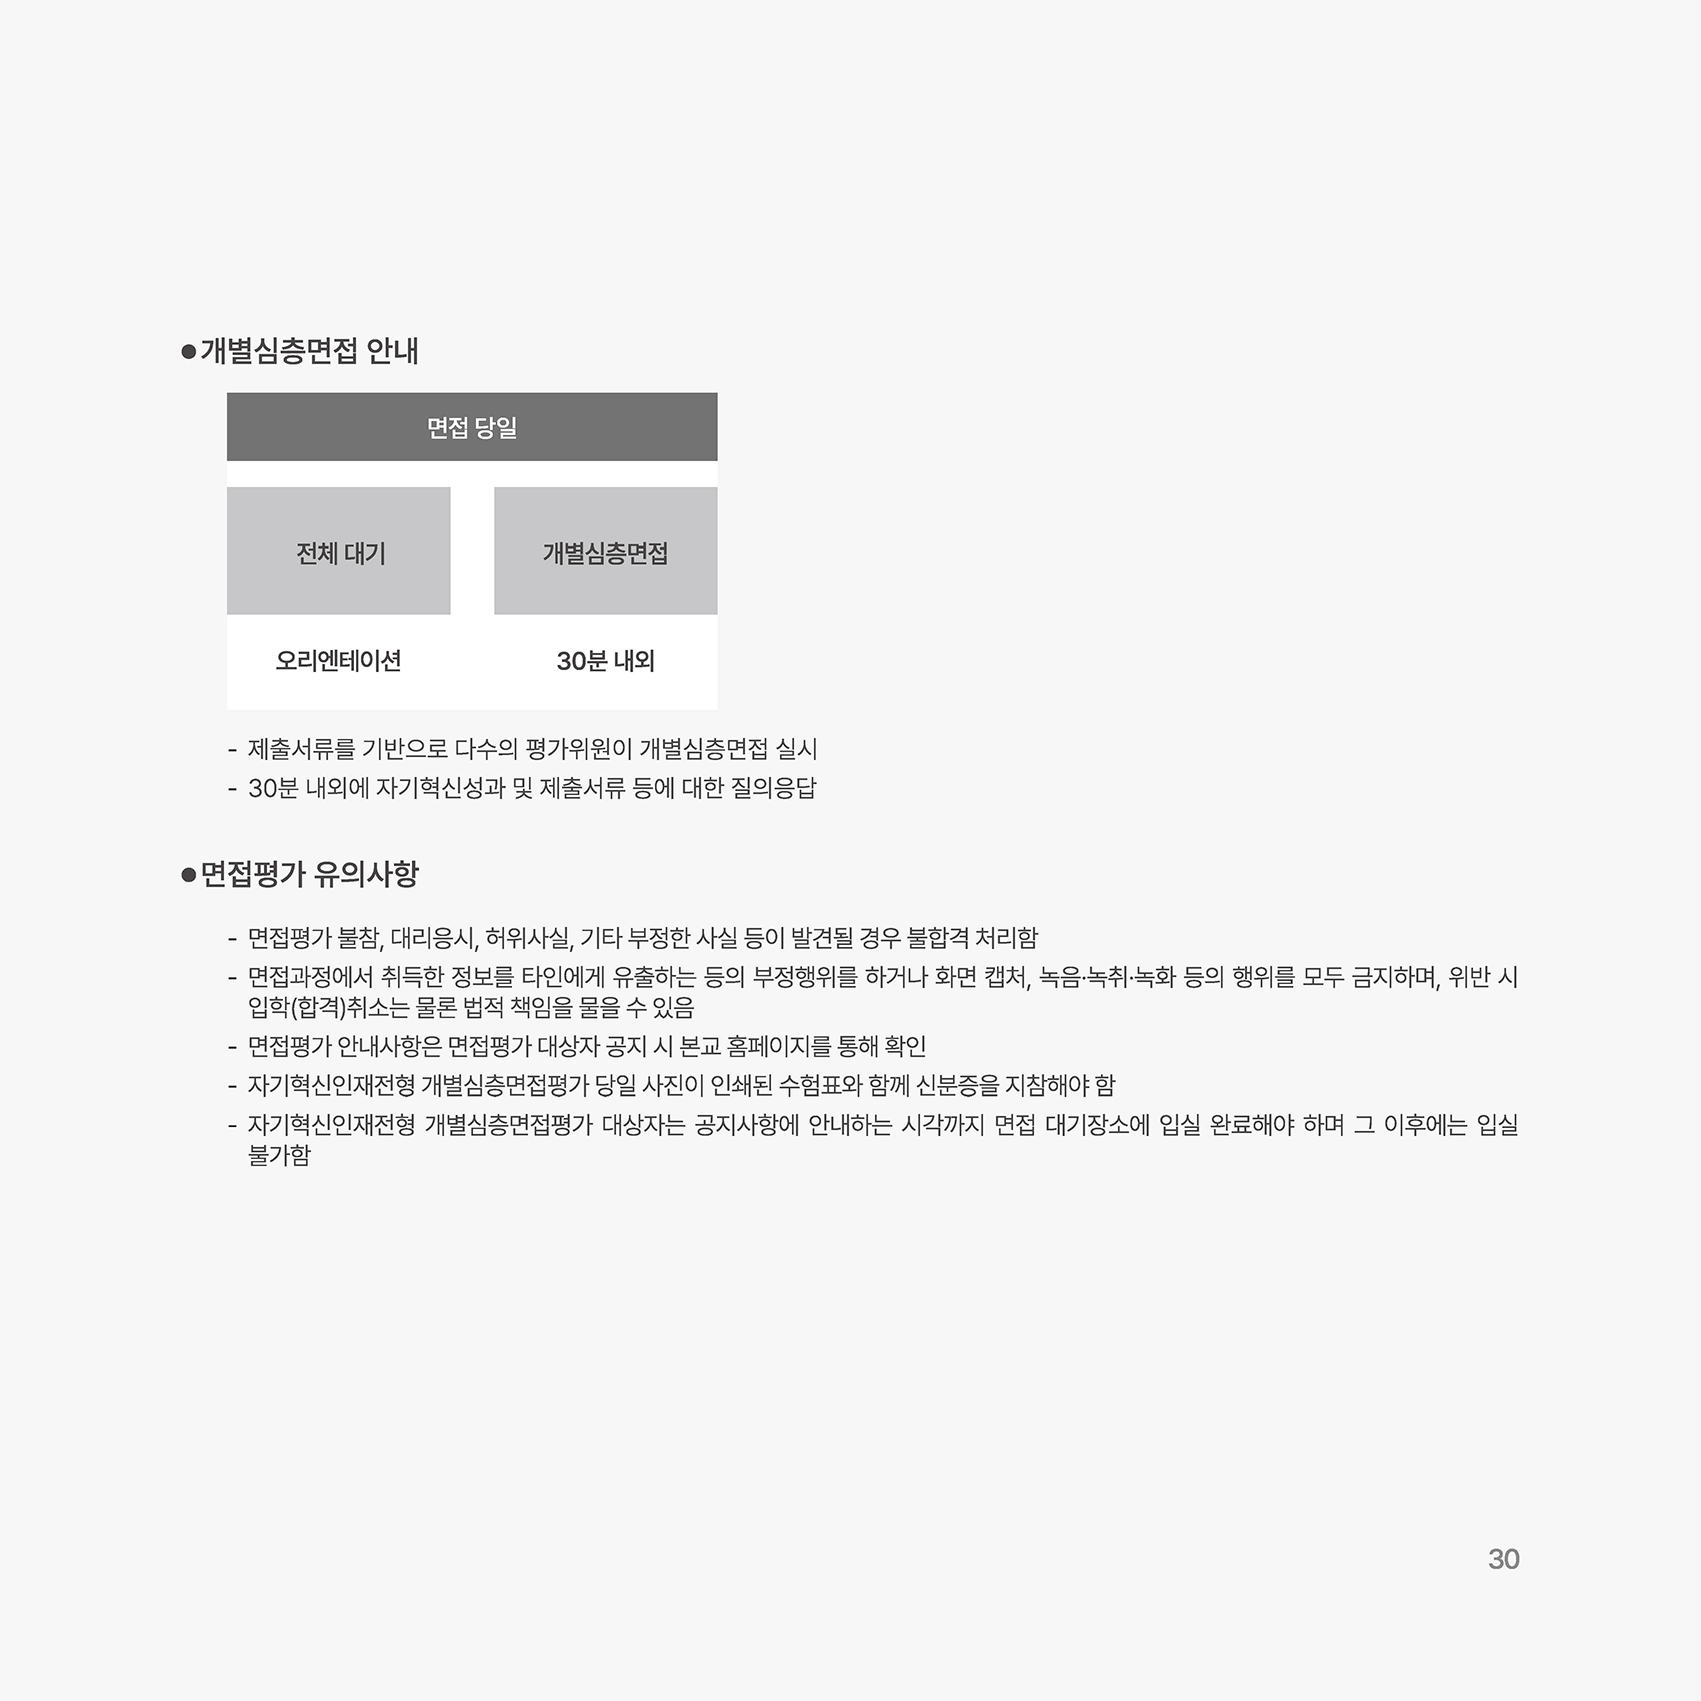 ●개별심층면접 안내
면접 당일
전체 대기
개별심층면접
오리엔테이션
30분 내외
- 제출서류를 기반으로 다수의 평가위원이 개별심층면접 실시
- 30분 내외에 자기혁신성과 및 제출서류 등에 대한 질의응답
●면접평가 유의사항
- 면접평가 불참, 대리응시, 허위사실, 기타 부정한 사실 등이 발견될 경우 불합격 처리함
- 면접과정에서 취득한 정보를 타인에게 유출하는 등의 부정행위를 하거나 화면 캡처, 녹음·녹취·녹화 등의 행위를 모두 금지하며, 위반 시
입학(합격)취소는 물론 법적 책임을 물을 수 있음
- 면접평가 안내사항은 면접평가 대상자 공지 시 본교 홈페이지를 통해 확인
- 자기혁신인재전형 개별심층면접평가 당일 사진이 인쇄된 수험표와 함께 신분증을 지참해야 함
- 자기혁신인재전형 개별심층면접평가 대상자는 공지사항에 안내하는 시각까지 면접 대기장소에 입실 완료해야 하며 그 이후에는 입실
불가함
30